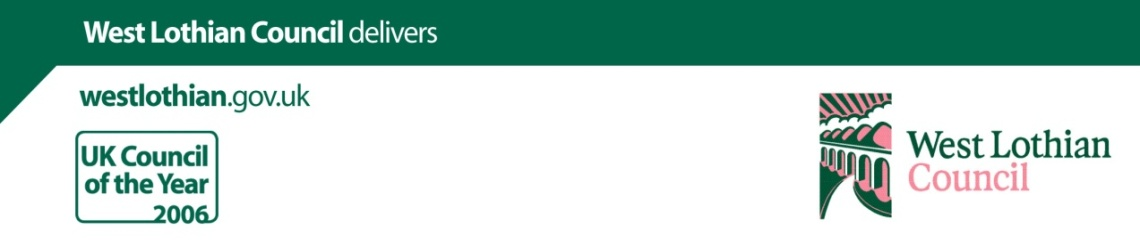 West Lothian Council delivers
westlothian.gov.uk
UK Council
of the Year
2006
West Lothian
Council